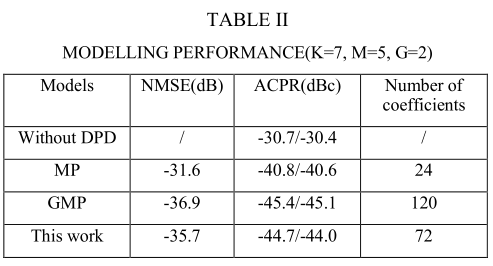 TABLE II
MODELLING PERFORMANCE(K=7, M=5, G=2)
Models NMSE(dB) ACPR(dBc) Number of coefficients
Without DPD / -30.7/-30.4 /
MP -31.6 -40.8/-40.6 24
GMP -36.9 -45.4/-45.1 120
This work -35.7 -44.7/-44.0 72